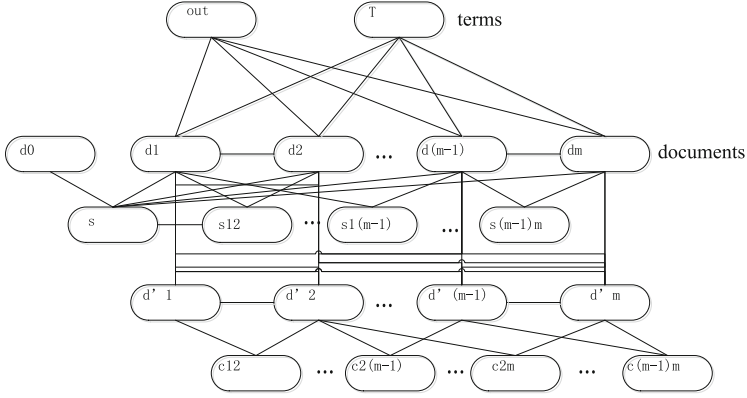 out T terms
d0 d1 d2 ... d(m-1) dm documents
s s12 ... s1(m-1) ... s(m-1)m
d' 1 d' 2 ... d' (m-1) d' m
c12 ... c2(m-1) ... c2m ... c(m-1)m